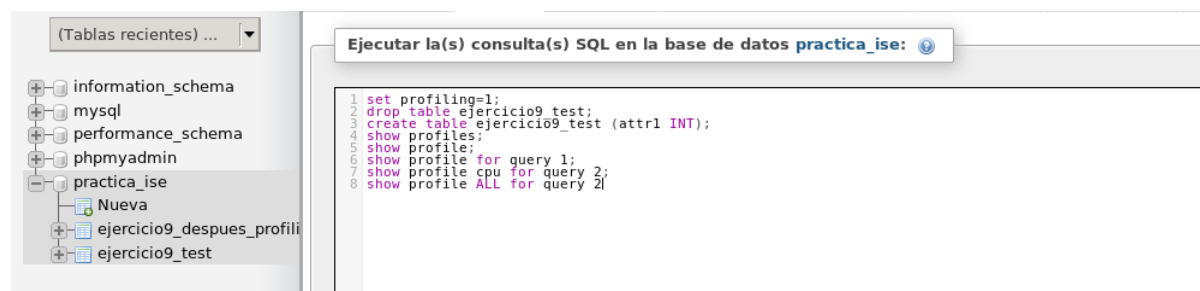 (Tablas recientes) ...
information_schema
mysql
performance_schema
phpmyadmin
practica_ise
Nueva
ejercicio9_despues_profili
ejercicio9_test
Ejecutar la(s) consulta(s) SQL en la base de datos practica_ise:
1 set profiling=1;
2 drop table ejercicio9_test;
3 create table ejercicio9_test (attr1 INT);
4 show profiles;
5 show profile;
6 show profile for query 1;
7 show profile cpu for query 2;
8 show profile ALL for query 2